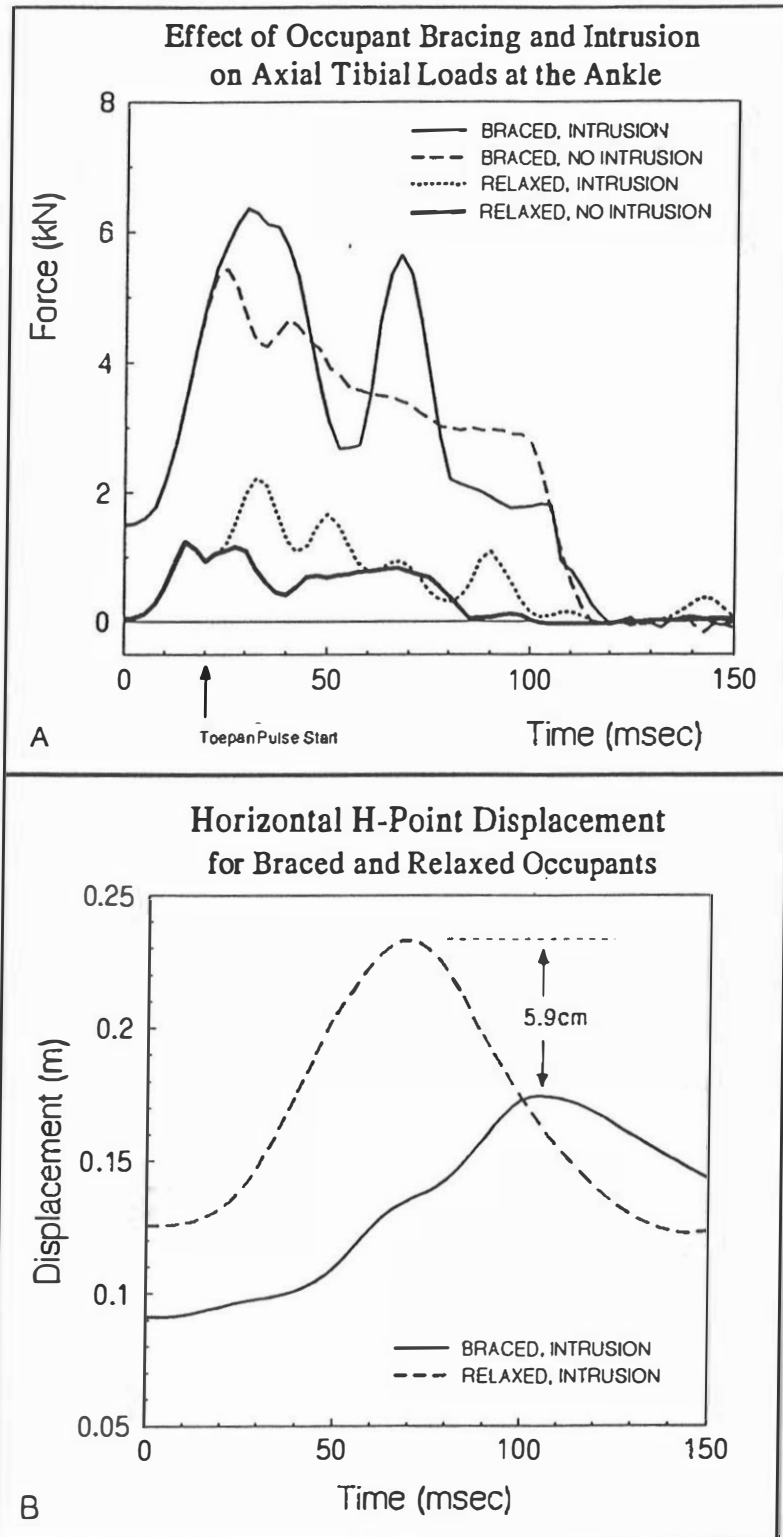 Effect of Occupant Bracing and Intrusion
on Axial Tibial Loads at the Ankle
8
6
4
2
0
Force (kN)
BRACED, INTRUSION
BRACED, NO INTRUSION
RELAXED, INTRUSION
RELAXED, NO INTRUSION
0
50
100
150
Toepan Pulse Start
Time (msec)
A
Horizontal H-Point Displacement
for Braced and Relaxed Occupants
0.25
0.2
0.15
0.1
0.05
Displacement (m)
5.9cm
BRACED, INTRUSION
RELAXED, INTRUSION
0
50
100
150
Time (msec)
B